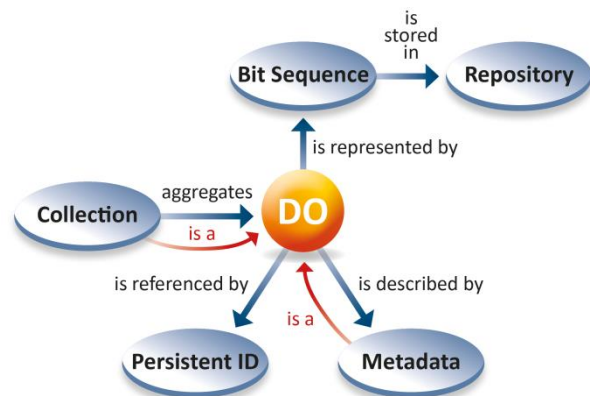 is
stored
in
Bit Sequence
Repository
is represented by
aggregates
Collection
DO
is a
is referenced by
is described by
is a
Persistent ID
Metadata